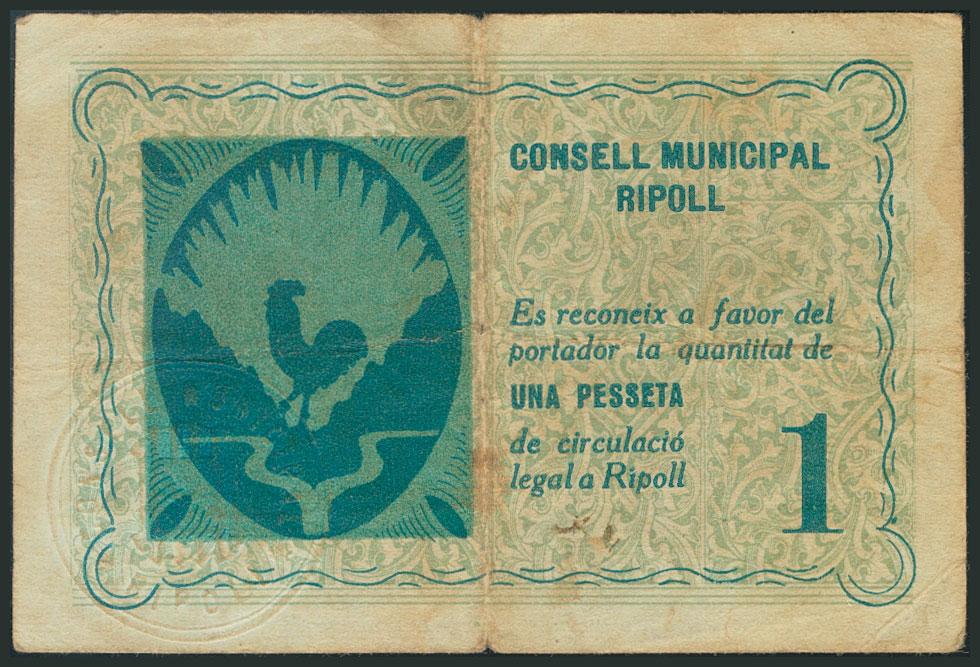 CONSELL MUNICIPAL
RIPOLL
Es reconeix a favor del
portador la quantitat de
UNA PESSETA
de circulació
legal a Ripoll
1